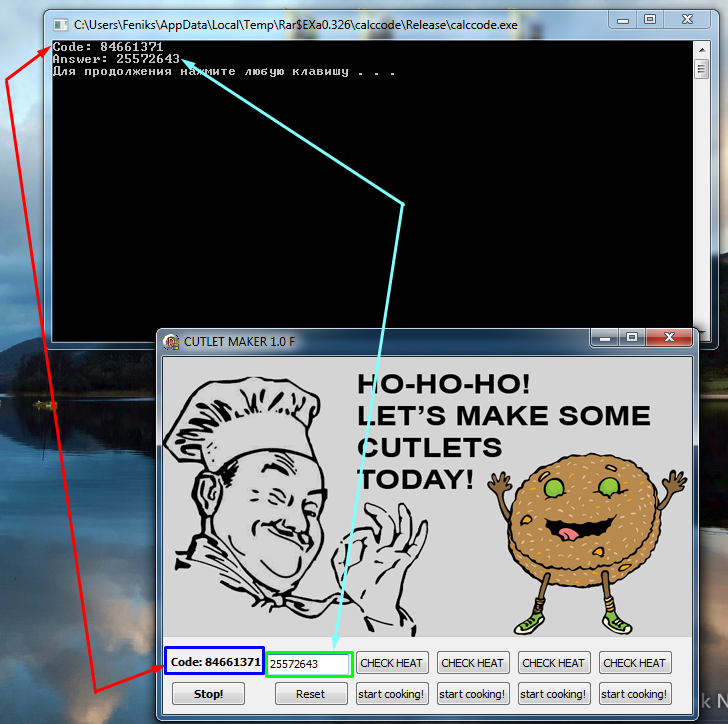 C:\Users\Feniks\AppData\Local\Temp\Rar$EXa0.326\calccode\Release\calccode.exe
Code: 84661371
Answer: 25572643
Для продолжения нажмите любую клавишу . . .
CUTLET MAKER 1.0 F
HO-HO-HO!
LET'S MAKE SOME
CUTLETS
TODAY!
Code: 84661371 25572643 CHECK HEAT CHECK HEAT CHECK HEAT CHECK HEAT
Stop! Reset start cooking! start cooking! start cooking! start cooking!